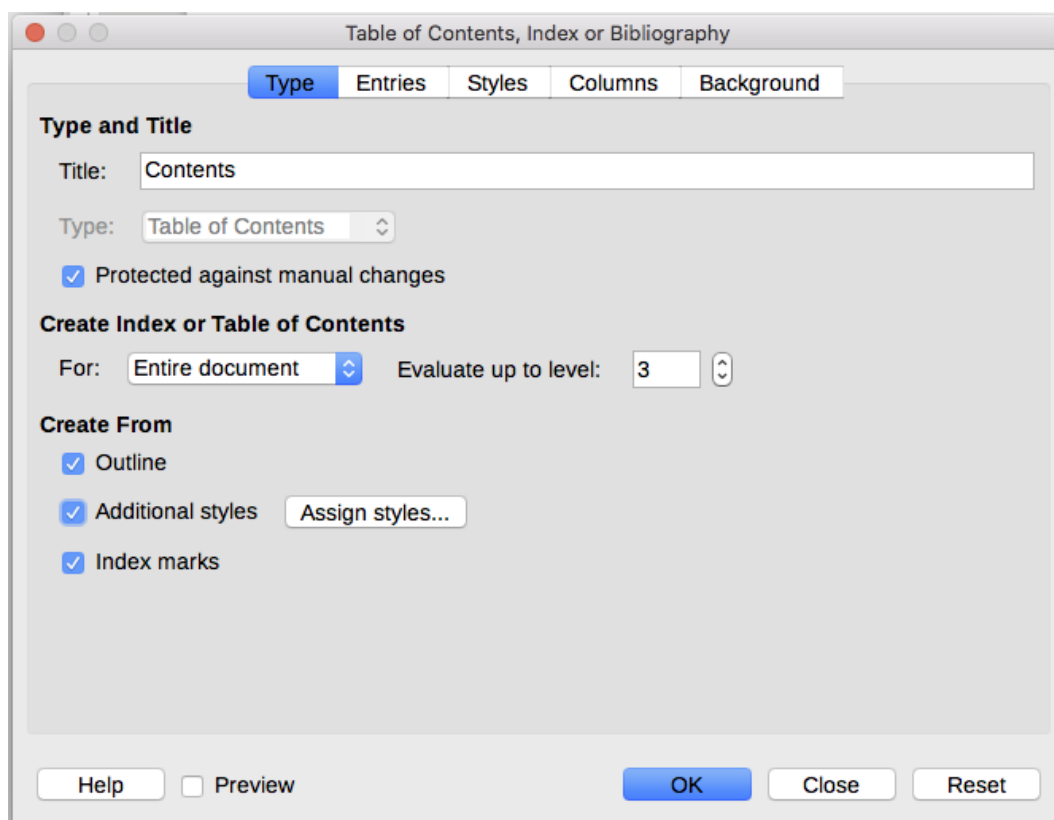 Table of Contents, Index or Bibliography
Type Entries Styles Columns Background
Type and Title
Title: Contents
Type: Table of Contents
Protected against manual changes
Create Index or Table of Contents
For: Entire document Evaluate up to level: 3
Create From
Outline
Additional styles Assign styles...
Index marks
Help Preview OK Close Reset